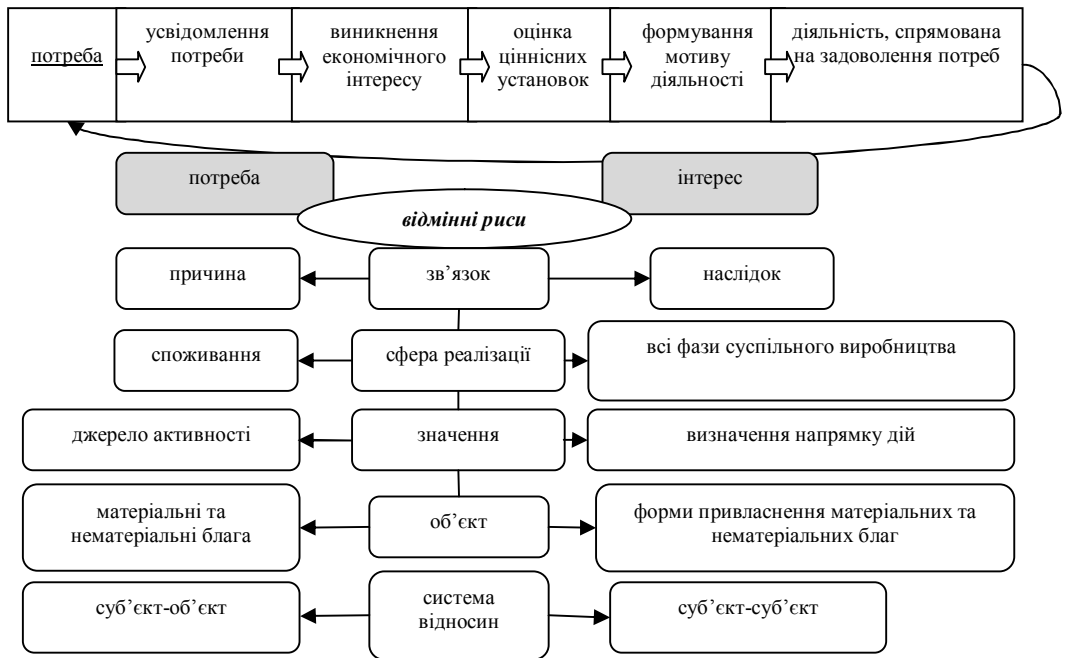 потреба
усвідомлення
потреби
виникнення
економічного
інтересу
оцінка
ціннісних
установок
формування
мотиву
діяльності
діяльність, спрямована
на задоволення потреб
потреба
інтерес
відмінні риси
причина
зв’язок
наслідок
споживання
сфера реалізації
всі фази суспільного виробництва
джерело активності
значення
визначення напрямку дій
матеріальні та
нематеріальні блага
об’єкт
форми привласнення матеріальних та
нематеріальних благ
суб’єкт-об’єкт
система
відносин
суб’єкт-суб’єкт